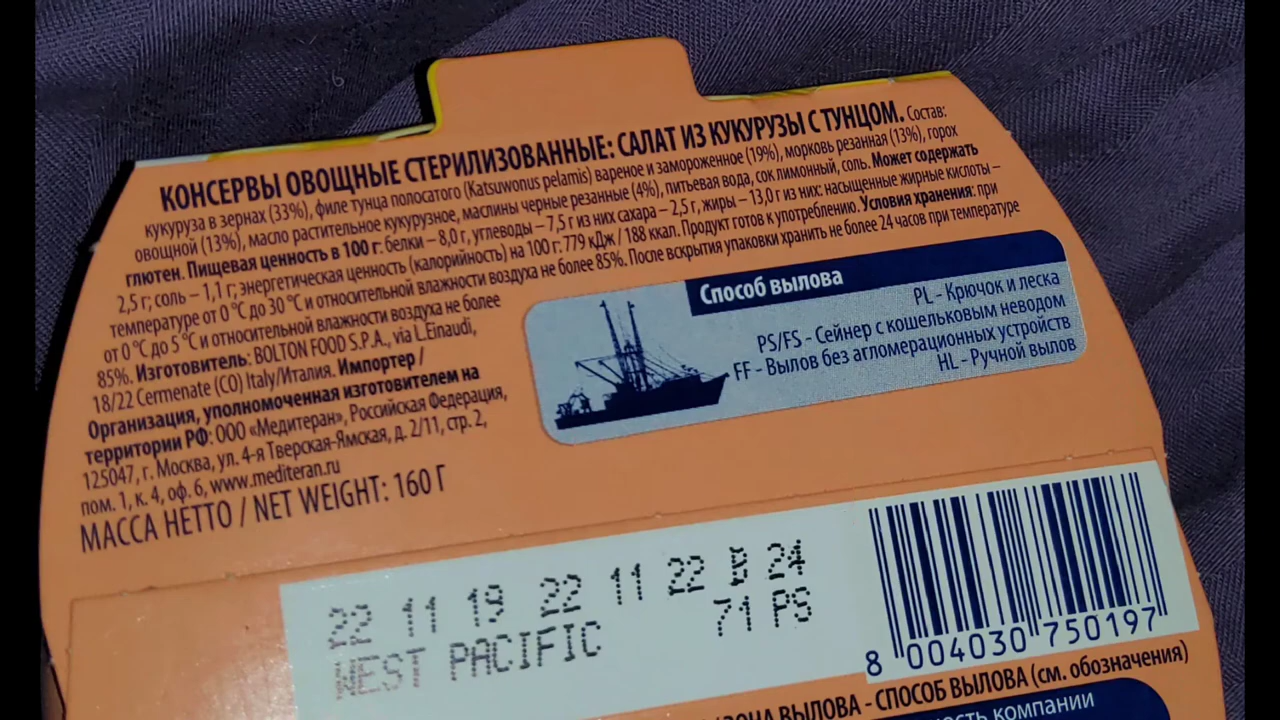 КОНСЕРВЫ ОВОЩНЫЕ СТЕРИЛИЗОВАННЫЕ: САЛАТ ИЗ КУКУРУЗЫ С ТУНЦОМ. Состав:
кукуруза в зернах (33%), филе тунца полосатого (Katsuwonus pelamis) вареное и замороженное (19%), морковь резанная (13%), горох
овощной (13%), масло растительное кукурузное, маслины черные резанные (4%), питьевая вода, сок лимонный, соль. Может содержать
глютен. Пищевая ценность в 100 г: белки – 8,0 г, углеводы – 7,5 г из них сахара – 2,5 г, жиры – 13,0 г из них: насыщенные жирные кислоты –
2,5 г; соль – 1,1 г; энергетическая ценность (калорийность) на 100 г: 779 кДж / 188 ккал. Продукт готов к употреблению. Условия хранения: при
температуре от 0 °С до 30 °С и относительной влажности воздуха не более 85%. После вскрытия упаковки хранить не более 24 часов при температуре
от 0 °С до 5 °С и относительной влажности воздуха не более
85%. Изготовитель: BOLTON FOOD S.P.A., via L.Einaudi,
18/22 Cermenate (CO) Italy/Италия. Импортер /
Организация, уполномоченная изготовителем на
территории РФ: ООО «Медитеран», Российская Федерация,
125047, г. Москва, ул. 4-я Тверская-Ямская, д. 2/11, стр. 2,
пом. 1, к. 4, оф. 6, www.mediteran.ru
МАССА НЕТТО / NET WEIGHT: 160 Г
Способ вылова
PL - Крючок и леска
PS/FS - Сейнер с кошельковым неводом
FF - Вылов без агломерационных устройств
HL - Ручной вылов
22 11 19 22 11 22 B 24
WEST PACIFIC 71 PS
8 004030 750197
ВЫЛОВА - СПОСОБ ВЫЛОВА (см. обозначения)
компании